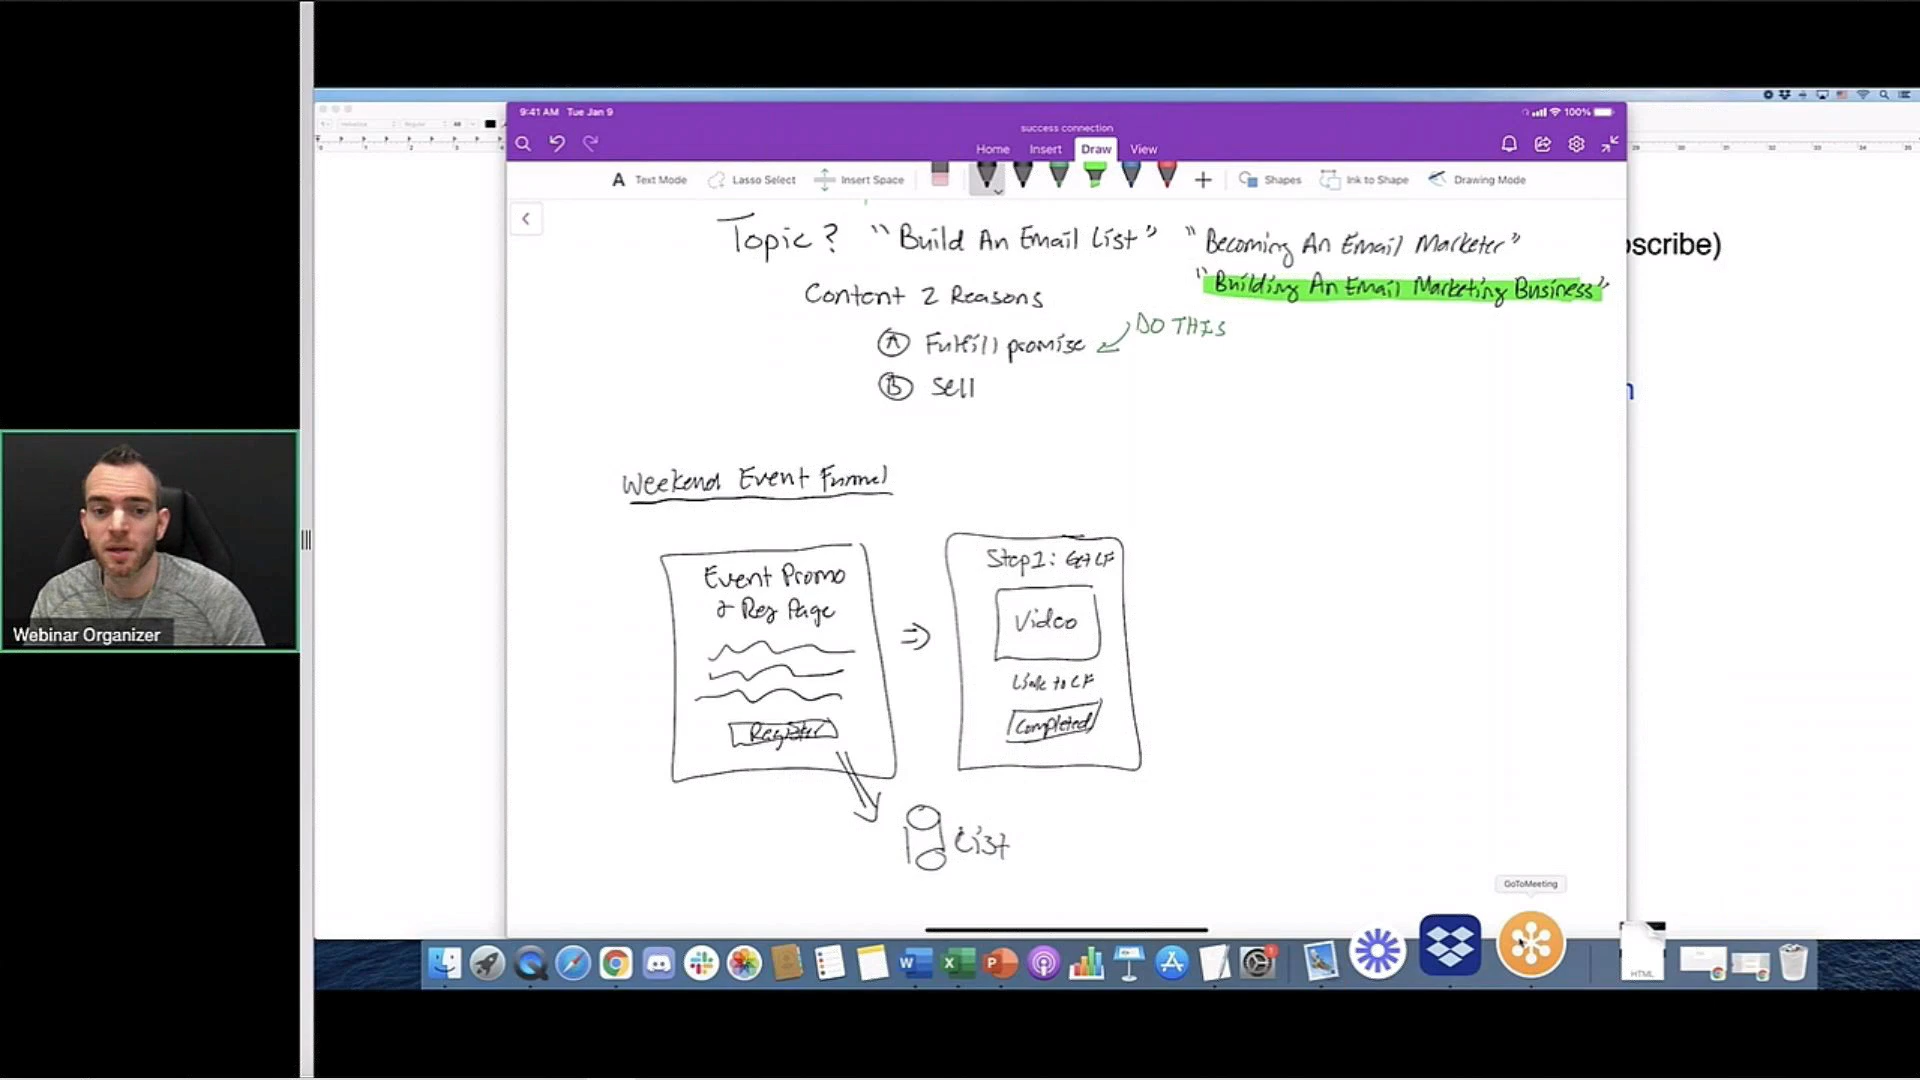 9:41 AM Tue Jan 9
100%
success connection
Home Insert Draw View
Text Mode Lasso Select Insert Space Shapes Ink to Shape Drawing Mode
Topic? "Build An Email List" "Becoming An Email Marketer"
"Building An Email Marketing Business"
Content 2 Reasons
DO THIS
A Fulfill promise
B Sell
Weekend Event Funnel
Event Promo
& Reg Page
Register
Step 1: Get CF
Video
Link to CF
Completed
List
scribe)
Webinar Organizer
GoToMeeting
HTML